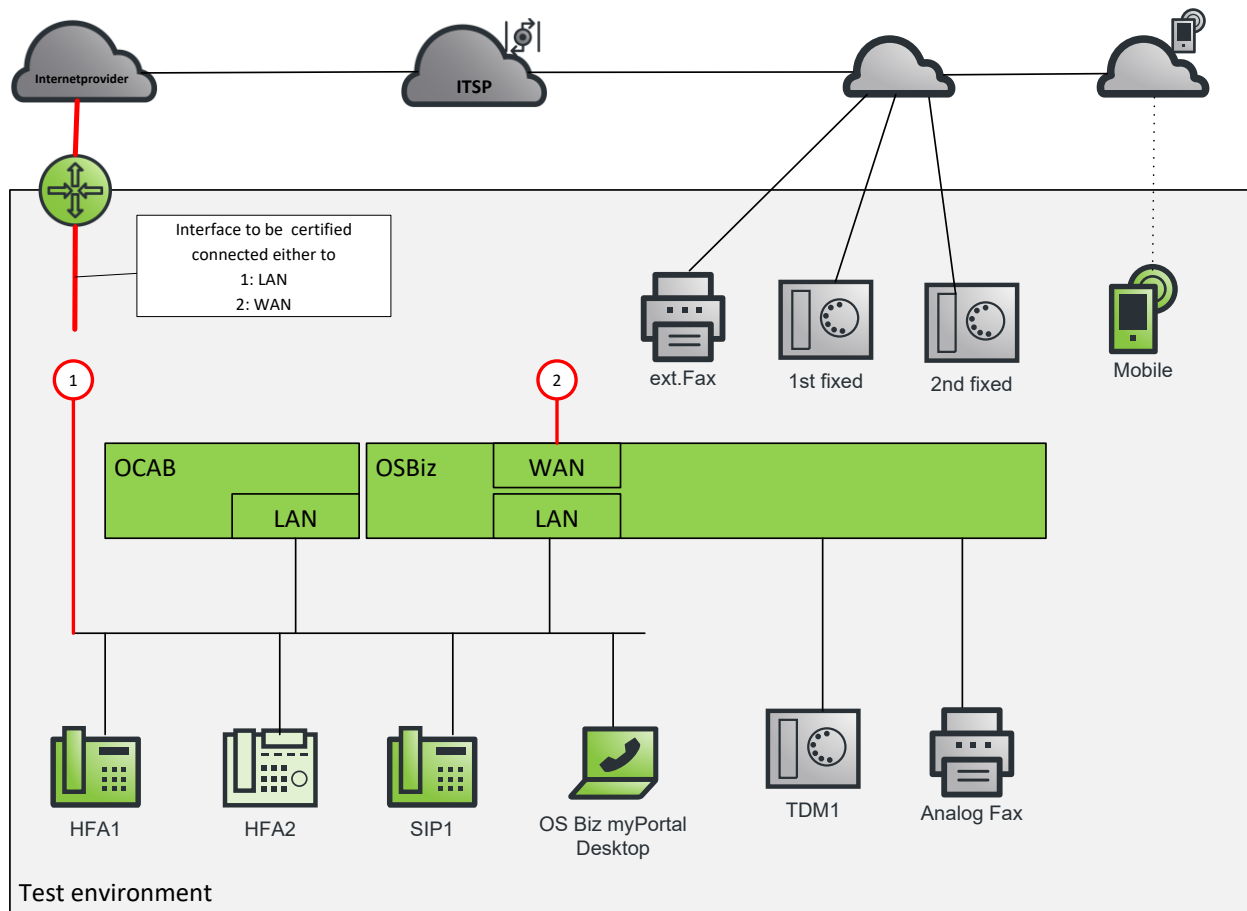 Internetprovider
ITSP
Interface to be  certified
connected either to
1: LAN
2: WAN
ext.Fax
1st fixed
2nd fixed
Mobile
1
2
OCAB
LAN
OSBiz
WAN
LAN
HFA1
HFA2
SIP1
OS Biz myPortal
Desktop
TDM1
Analog Fax
Test environment